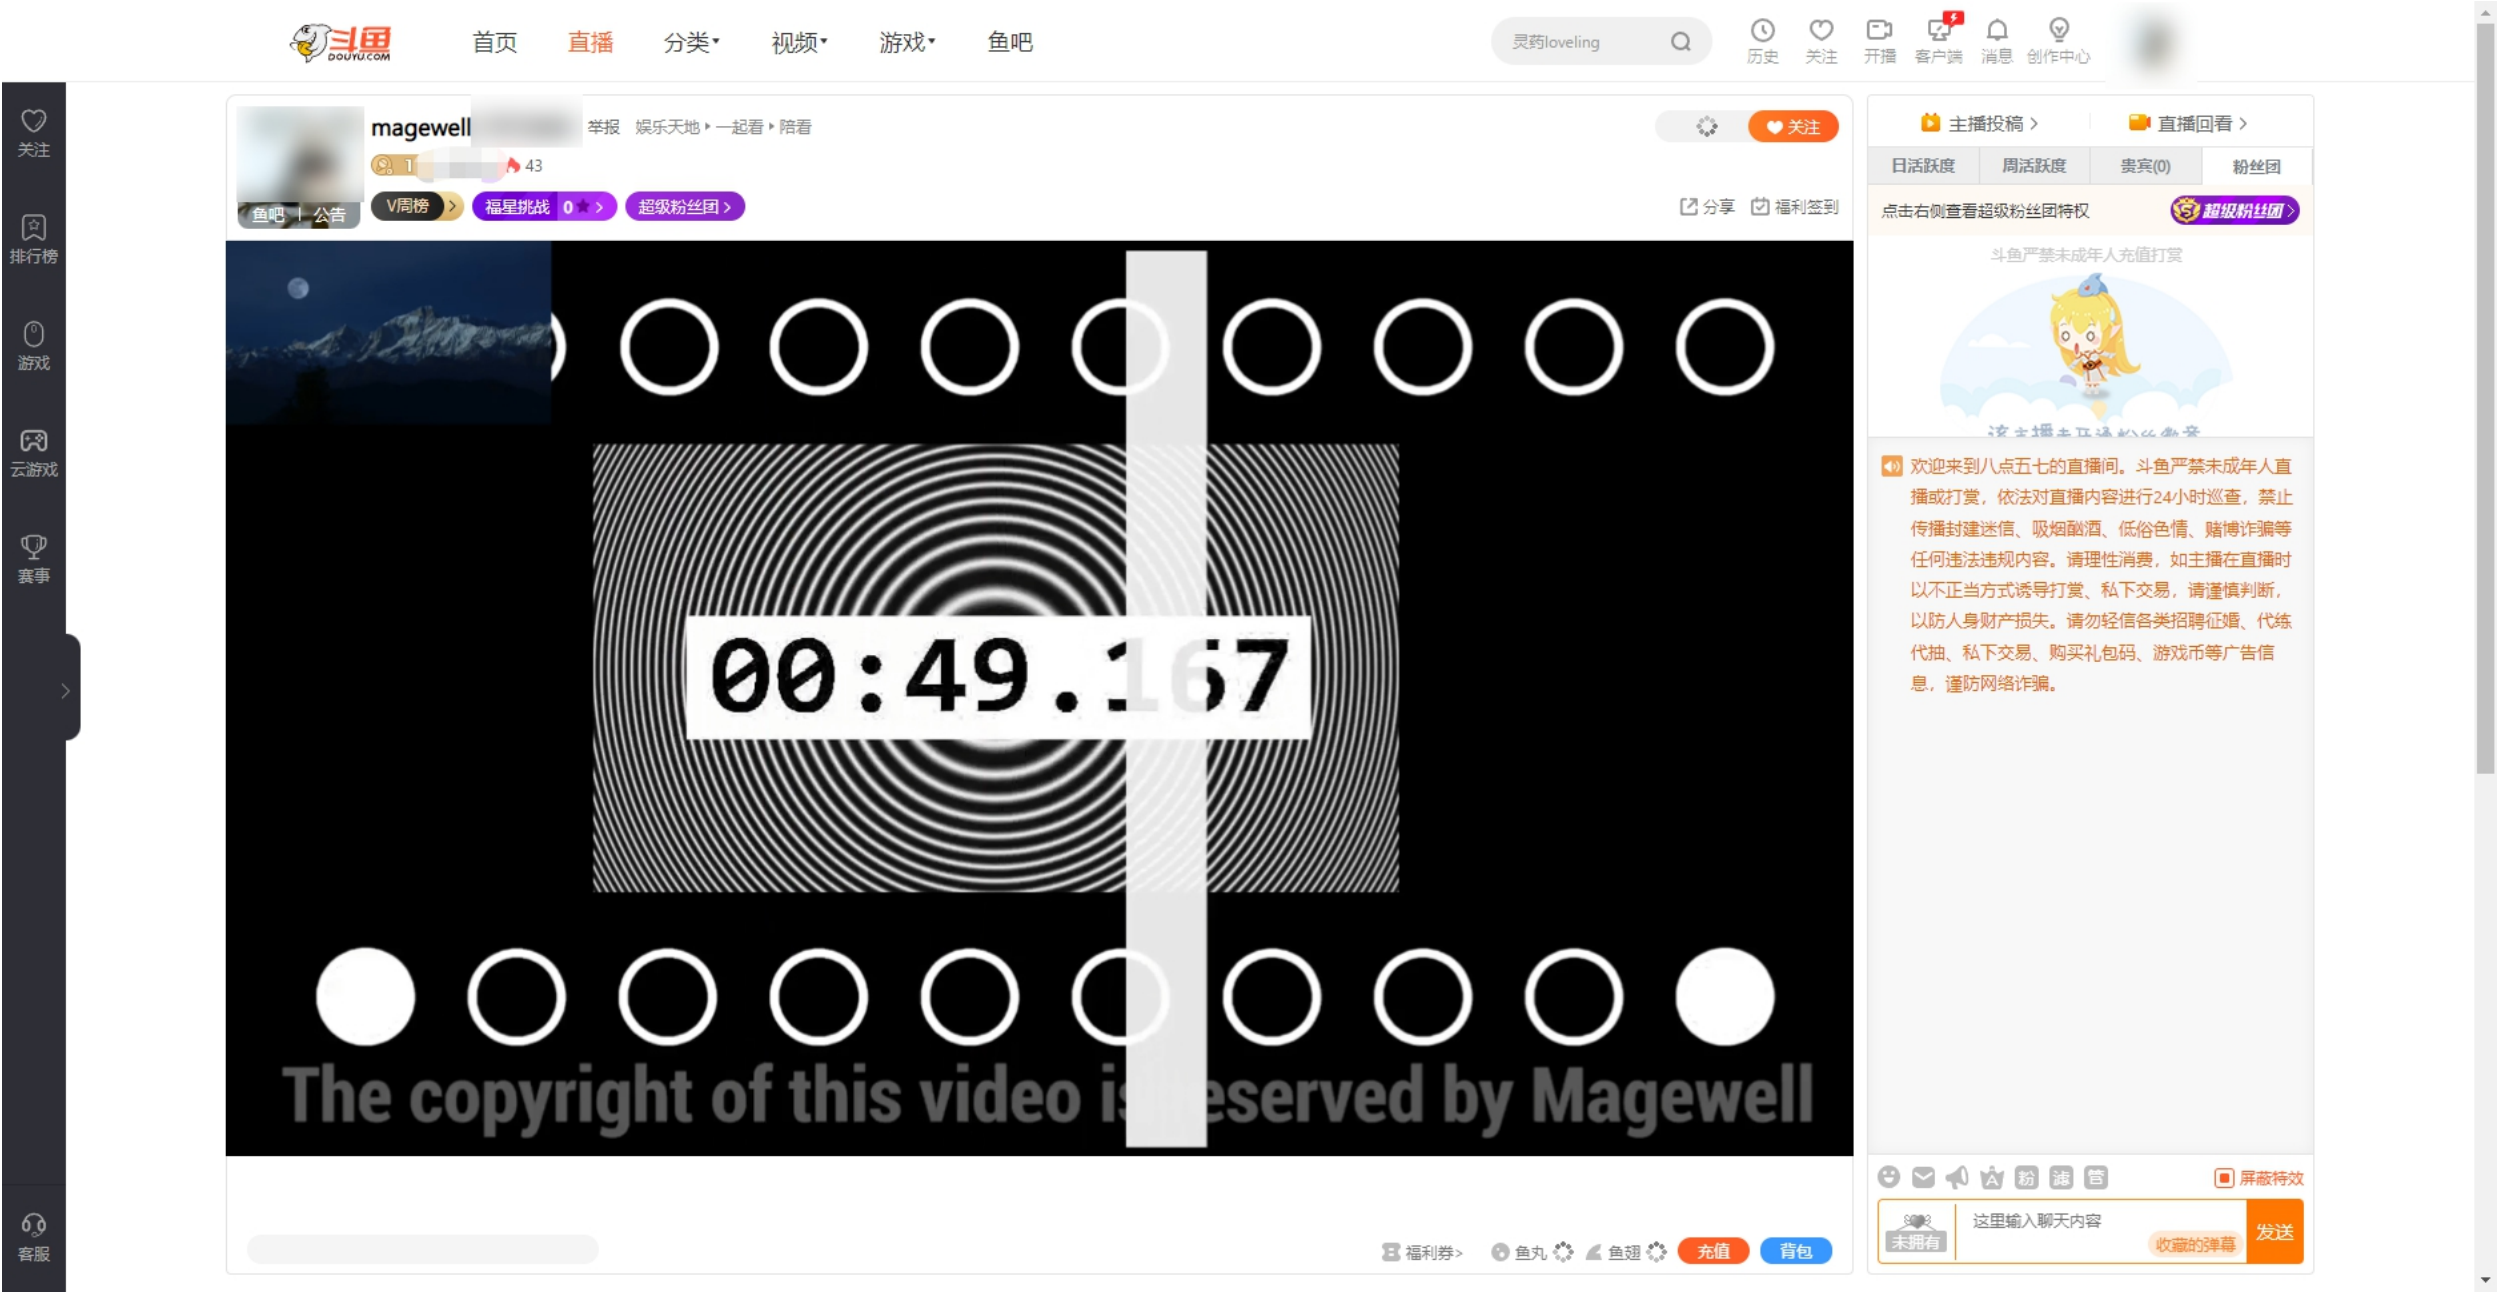 斗鱼
DOUYU.COM
首页
直播
分类
视频
游戏
鱼吧
灵药loveling
历史
关注
开播
客户端
消息
创作中心
关注
排行榜
游戏
云游戏
赛事
客服
magewell
举报
娱乐天地
一起看
陪看
1
43
鱼吧 | 公告
V周榜
福星挑战 0★
超级粉丝团
关注
分享
福利签到
00:49.167
The copyright of this video is reserved by Magewell
福利券>
鱼丸
鱼翅
充值
背包
主播投稿
直播回看
日活跃度
周活跃度
贵宾(0)
粉丝团
点击右侧查看超级粉丝团特权
超级粉丝团
斗鱼严禁未成年人充值打赏
欢迎来到八点五七的直播间。斗鱼严禁未成年人直
播或打赏，依法对直播内容进行24小时巡查，禁止
传播封建迷信、吸烟酗酒、低俗色情、赌博诈骗等
任何违法违规内容。请理性消费，如主播在直播时
以不正当方式诱导打赏、私下交易，请谨慎判断，
以防人身财产损失。请勿轻信各类招聘征婚、代练
代抽、私下交易、购买礼包码、游戏币等广告信
息，谨防网络诈骗。
粉
滤
管
屏蔽特效
未拥有
这里输入聊天内容
收藏的弹幕
发送